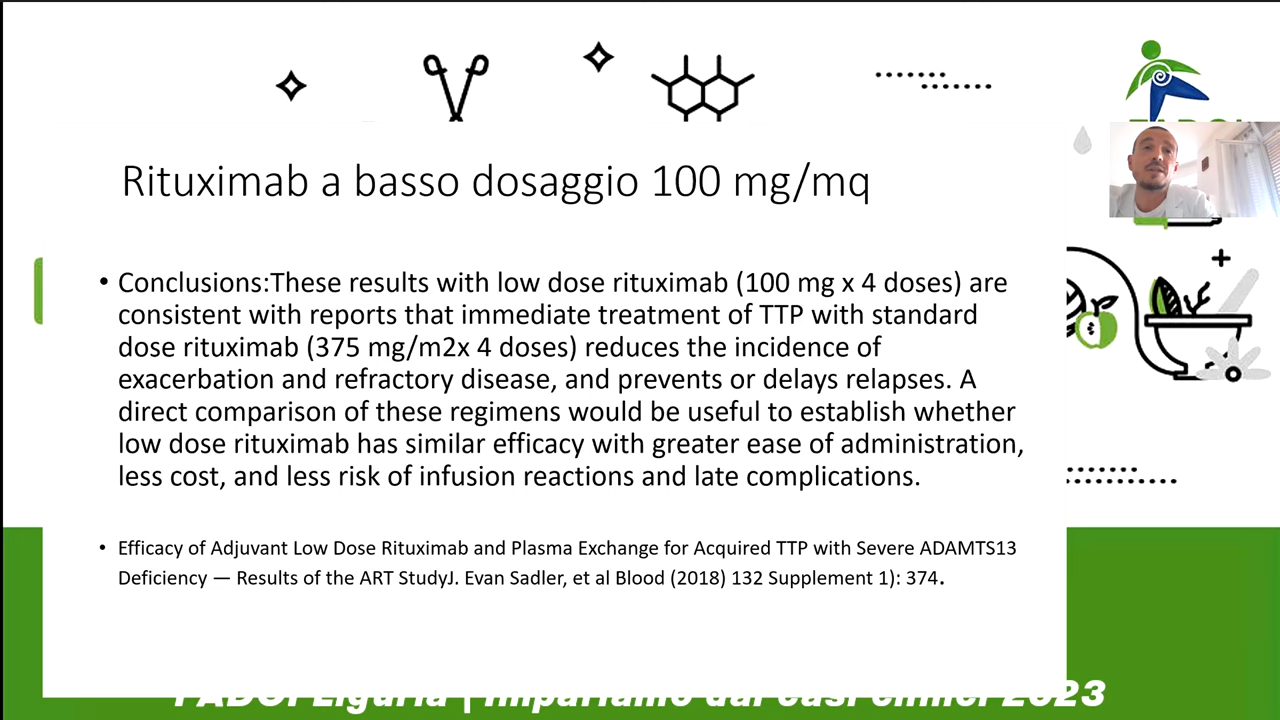 Rituximab a basso dosaggio 100 mg/mq
• Conclusions:These results with low dose rituximab (100 mg x 4 doses) are
consistent with reports that immediate treatment of TTP with standard
dose rituximab (375 mg/m2x 4 doses) reduces the incidence of
exacerbation and refractory disease, and prevents or delays relapses. A
direct comparison of these regimens would be useful to establish whether
low dose rituximab has similar efficacy with greater ease of administration,
less cost, and less risk of infusion reactions and late complications.
• Efficacy of Adjuvant Low Dose Rituximab and Plasma Exchange for Acquired TTP with Severe ADAMTS13
Deficiency — Results of the ART StudyJ. Evan Sadler, et al Blood (2018) 132 Supplement 1): 374.
FADOI Liguria | Impariamo dai casi clinici 2023